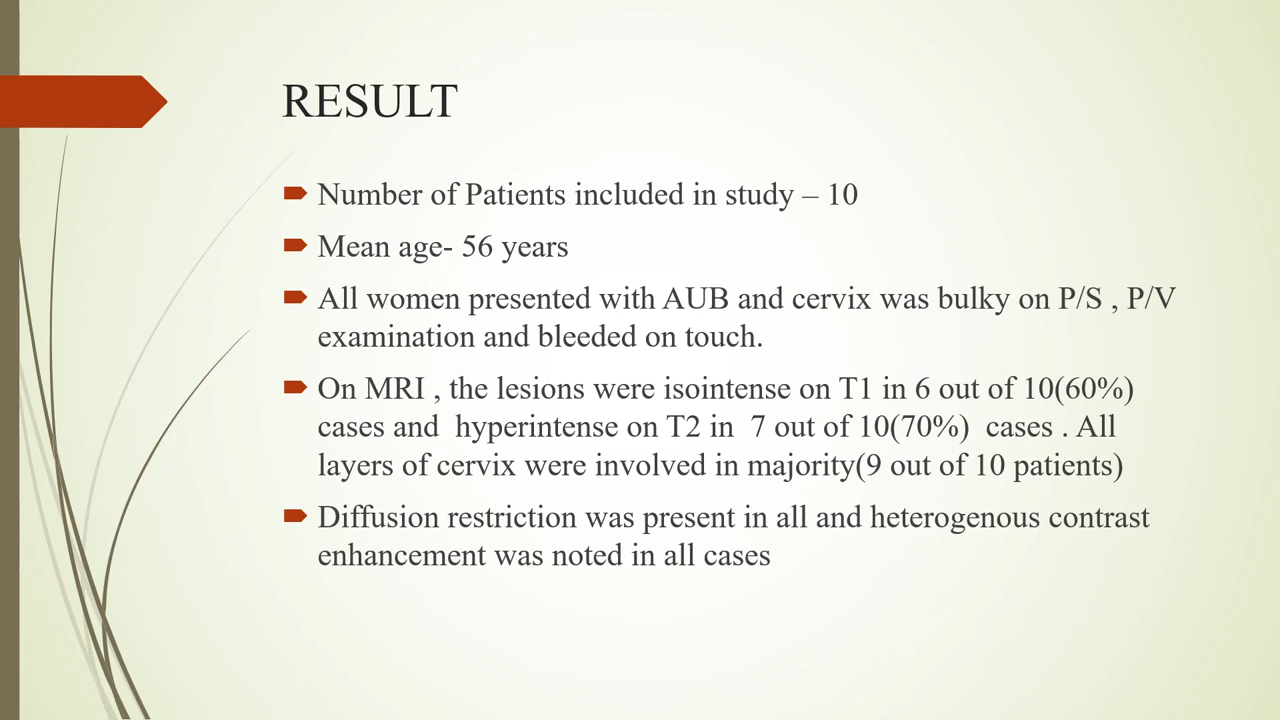 RESULT
Number of Patients included in study – 10
Mean age- 56 years
All women presented with AUB and cervix was bulky on P/S , P/V
examination and bleeded on touch.
On MRI , the lesions were isointense on T1 in 6 out of 10(60%)
cases and  hyperintense on T2 in  7 out of 10(70%)  cases . All
layers of cervix were involved in majority(9 out of 10 patients)
Diffusion restriction was present in all and heterogenous contrast
enhancement was noted in all cases